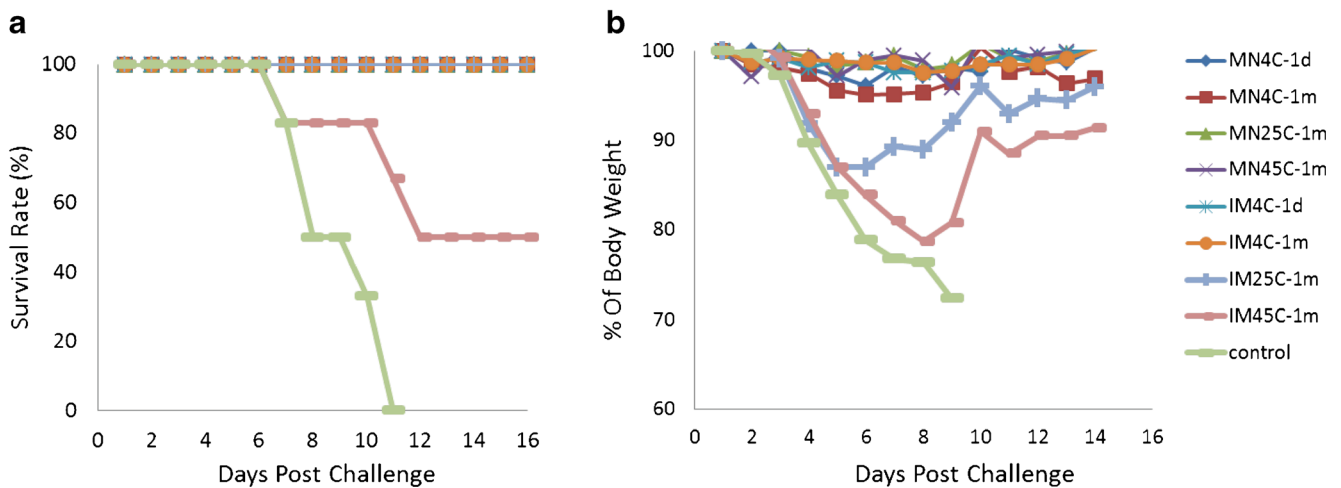 a
Survival Rate (%)
100
80
60
40
20
0
0 2 4 6 8 10 12 14 16
Days Post Challenge
b
% Of Body Weight
100
90
80
70
60
0 2 4 6 8 10 12 14 16
Days Post Challenge
MN4C-1d
MN4C-1m
MN25C-1m
MN45C-1m
IM4C-1d
IM4C-1m
IM25C-1m
IM45C-1m
control